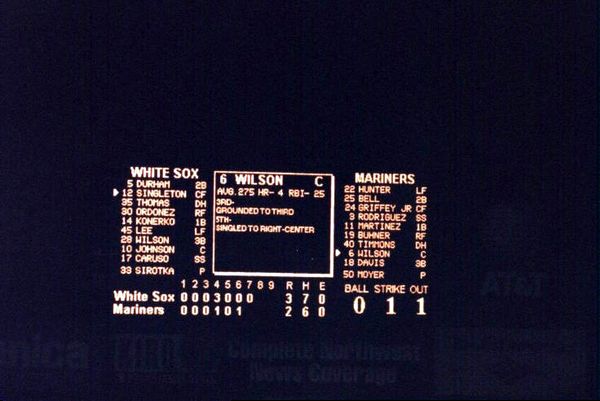 WHITE SOX
5 DURHAM 2B
12 SINGLETON CF
35 THOMAS DH
30 ORDONEZ RF
14 KONERKO 1B
45 LEE LF
28 WILSON 3B
10 JOHNSON C
17 CARUSO SS
33 SIROTKA P
6 WILSON C
AVG.275 HR- 4 RBI- 25
3RD-
GROUNDED TO THIRD
5TH-
SINGLED TO RIGHT-CENTER
MARINERS
22 HUNTER LF
25 BELL 2B
24 GRIFFEY JR CF
3 RODRIGUEZ SS
11 MARTINEZ 1B
19 BUHNER RF
40 TIMMONS DH
6 WILSON C
18 DAVIS 3B
50 MOYER P
1 2 3 4 5 6 7 8 9 R H E
White Sox 0 0 0 3 0 0 0 3 7 0
Mariners 0 0 0 1 0 1 2 6 0
BALL STRIKE OUT
0 1 1
AT&T
Complete Northwest
News Coverage